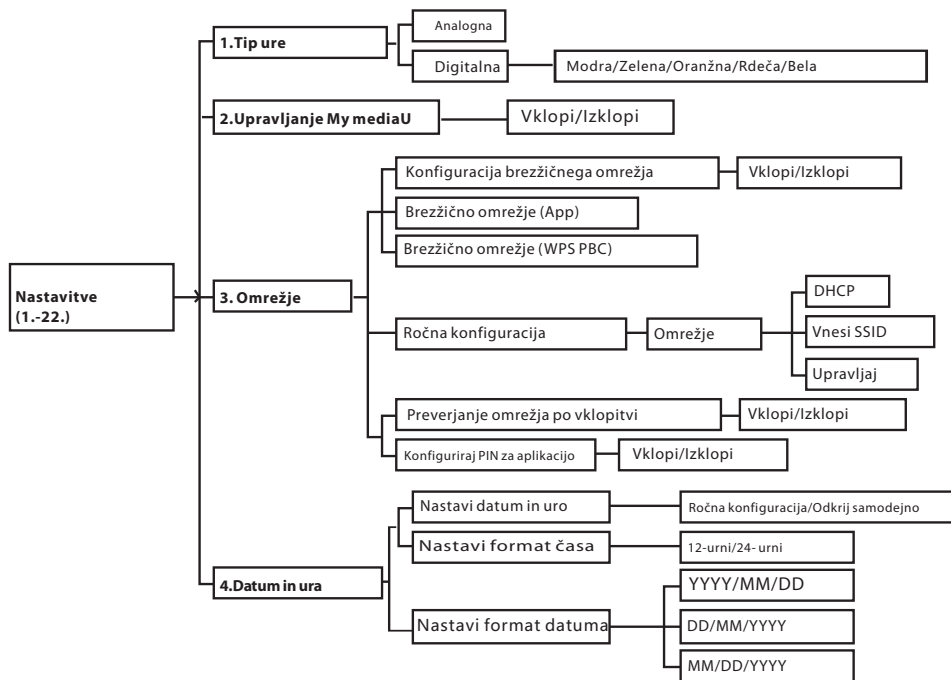 Analogna
1.Tip ure
Digitalna
Modra/Zelena/Oranžna/Rdeča/Bela
2.Upravljanje My mediaU
Vklopi/Izklopi
Konfiguracija brezžičnega omrežja
Vklopi/Izklopi
Brezžično omrežje (App)
Brezžično omrežje (WPS PBC)
Nastavitve
(1.-22.)
3. Omrežje
DHCP
Ročna konfiguracija
Omrežje
Vnesi SSID
Upravljaj
Preverjanje omrežja po vklopitvi
Vklopi/Izklopi
Konfiguriraj PIN za aplikacijo
Vklopi/Izklopi
Nastavi datum in uro
Ročna konfiguracija/Odkrij samodejno
Nastavi format časa
12-urni/24- urni
4.Datum in ura
YYYY/MM/DD
Nastavi format datuma
DD/MM/YYYY
MM/DD/YYYY